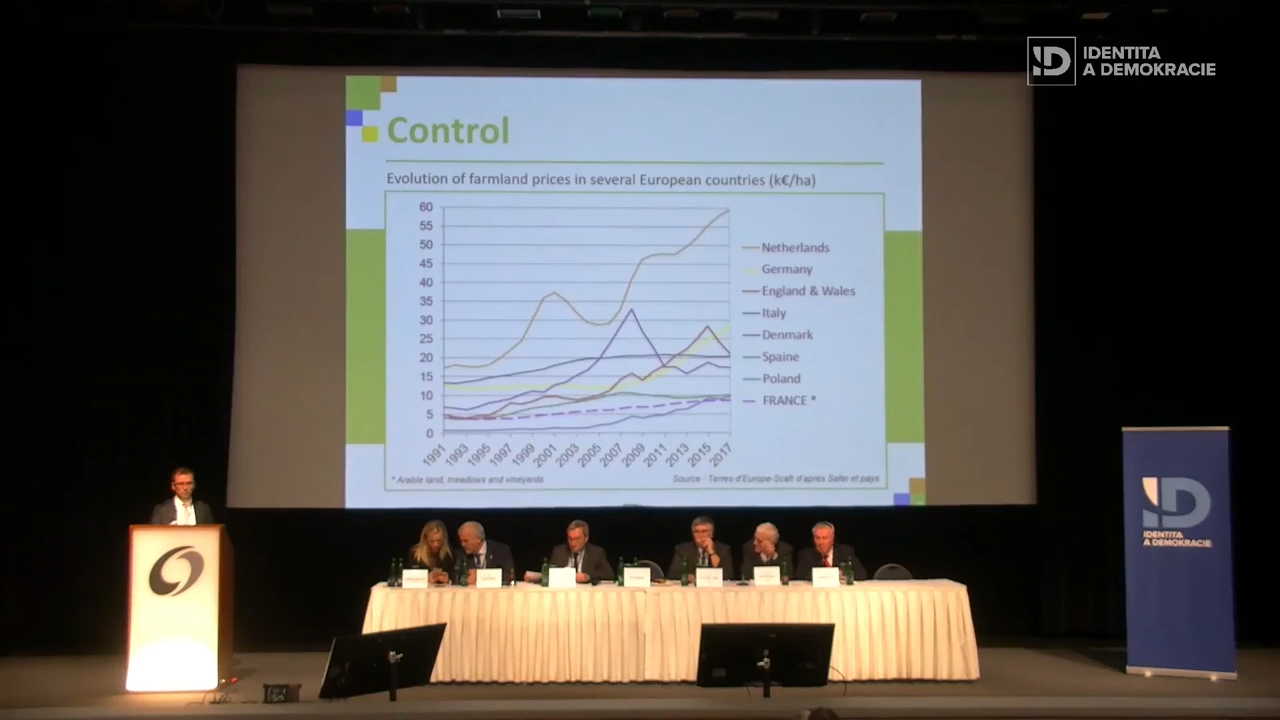 IDENTITA
A DEMOKRACIE
Control
Evolution of farmland prices in several European countries (k€/ha)
60
55
50
45
40
35
30
25
20
15
10
5
0
1991
1993
1995
1997
1999
2001
2003
2005
2007
2009
2011
2013
2015
2017
Netherlands
Germany
England & Wales
Italy
Denmark
Spaine
Poland
FRANCE *
* Arable land, meadows and vineyards
Source : Terres d'Europe-Scafr d'après Safer et pays
ID
IDENTITA
A DEMOKRACIE